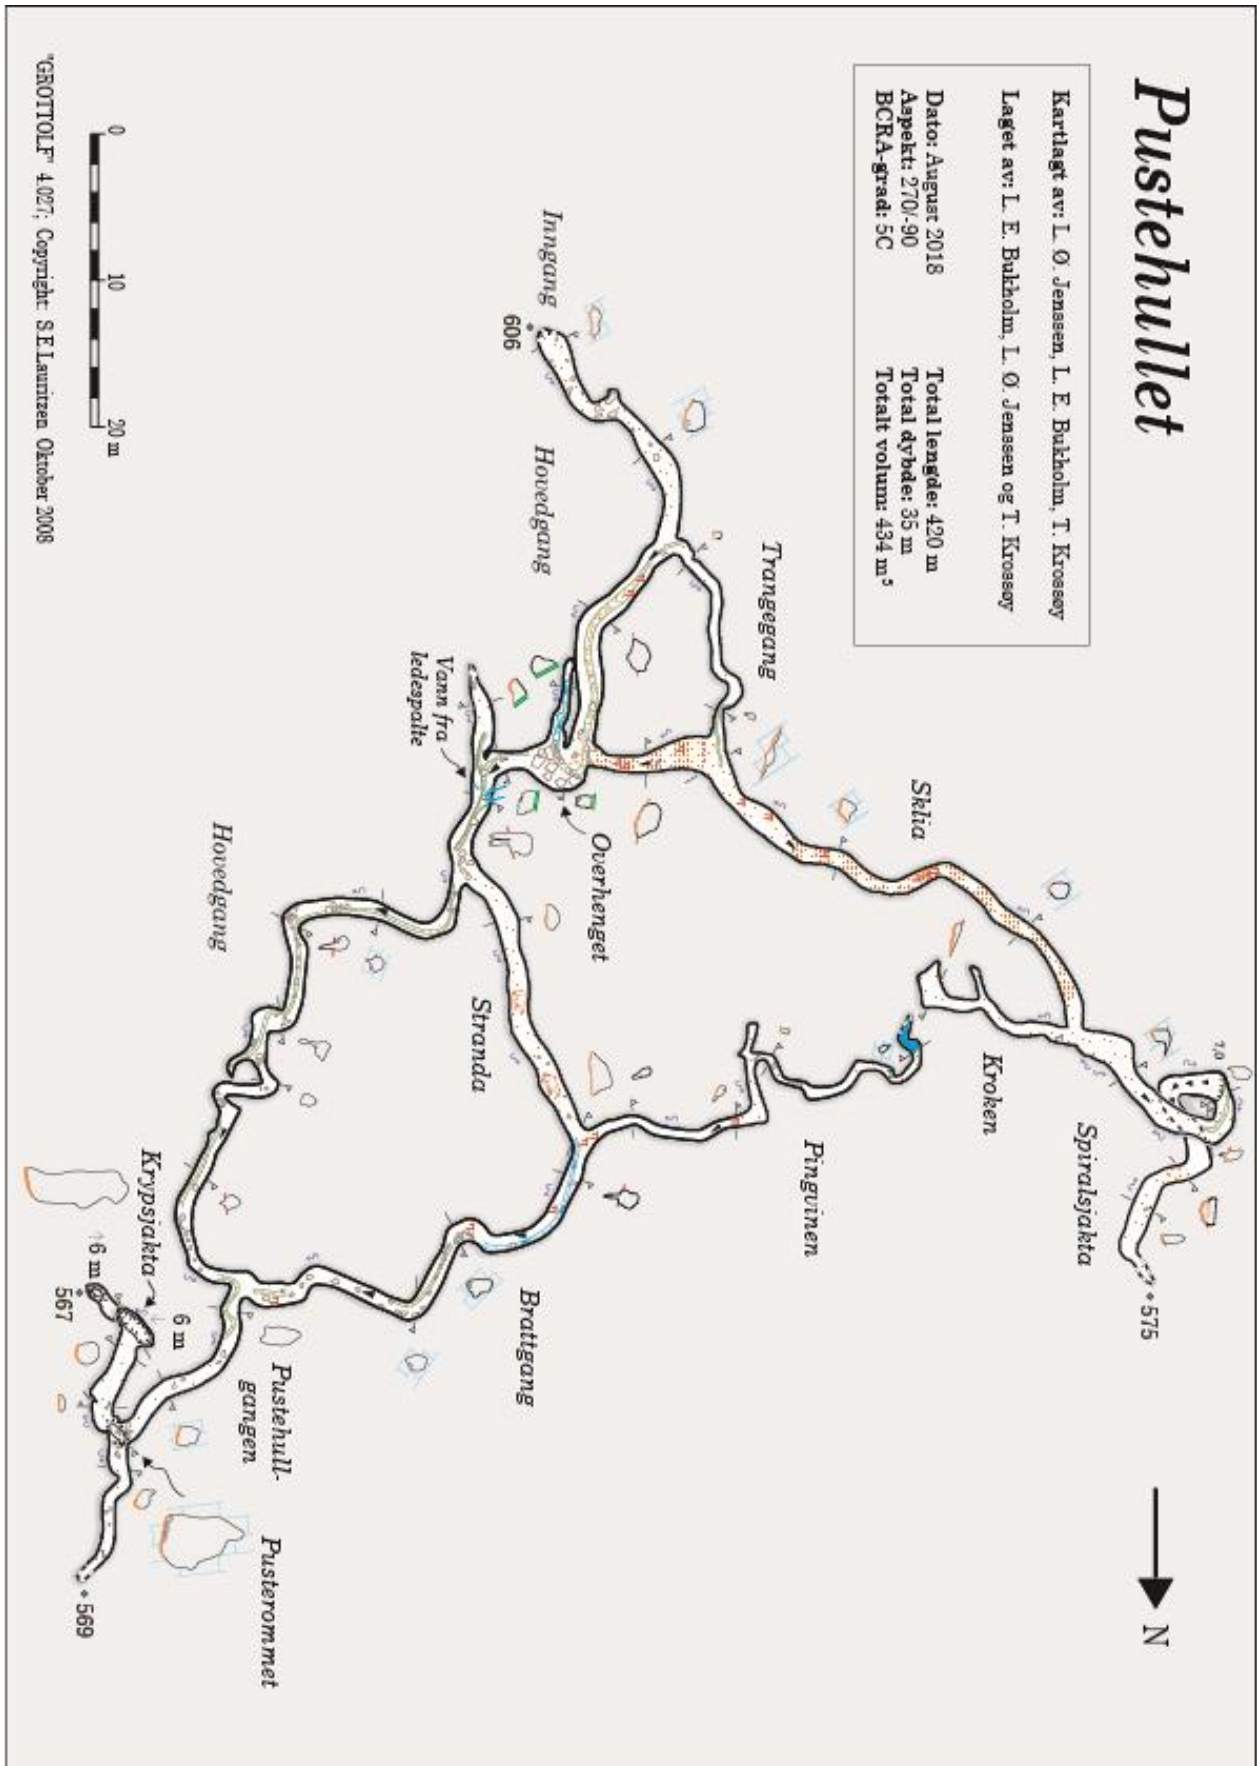 Pustehullet
Kartlagt av: L. Ø. Jenssen, L. E. Bukholm, T. Krossøy
Laget av: L. E. Bukholm, L. Ø. Jenssen og T. Krossøy
Dato: August 2018
Aspekt: 270/-90
BCRA-grad: 5C
Total lengde: 420 m
Total dybde: 35 m
Totalt volum: 434 m³
Inngang
606
Hovedgang
Trangegang
Sklia
Vann fra
ledespalte
Overhenget
Hovedgang
Stranda
Kroken
Spiralsjakta
575
Pingvinen
Brattgang
Krypsjakta
6 m
6 m
567
Pustehull-
gangen
Pusterommet
569
N
0
10
20 m
"GROTTOLF" 4.027; Copyright: S.E.Lauritzen Oktober 2008